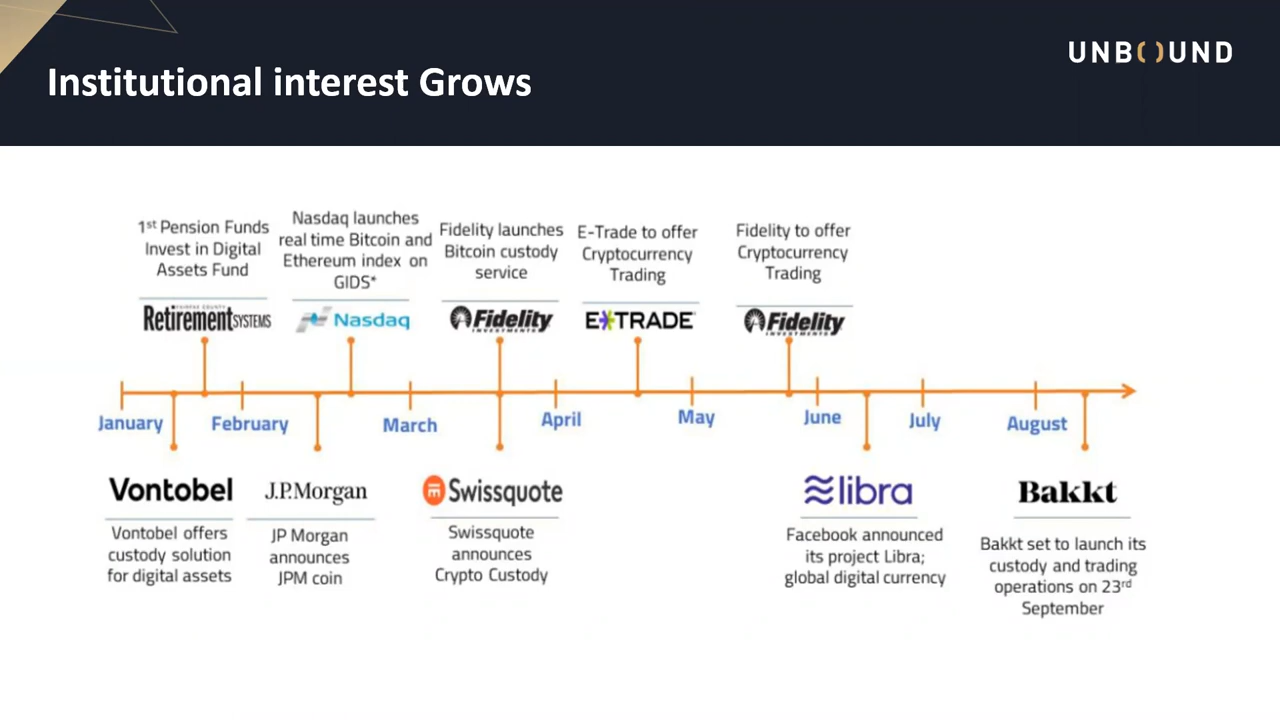 UNBOUND
Institutional interest Grows
1st Pension Funds
Invest in Digital
Assets Fund
FAIRFAX COUNTY
Retirement SYSTEMS
Nasdaq launches
real time Bitcoin and
Ethereum index on
GIDS*
Nasdaq
Fidelity launches
Bitcoin custody
service
Fidelity
INVESTMENTS
E-Trade to offer
Cryptocurrency
Trading
E*TRADE
Fidelity to offer
Cryptocurrency
Trading
Fidelity
INVESTMENTS
January
February
March
April
May
June
July
August
Vontobel
Vontobel offers
custody solution
for digital assets
J.P.Morgan
JP Morgan
announces
JPM coin
Swissquote
Swissquote
announces
Crypto Custody
libra
Facebook announced
its project Libra;
global digital currency
Bakkt
Bakkt set to launch its
custody and trading
operations on 23rd
September